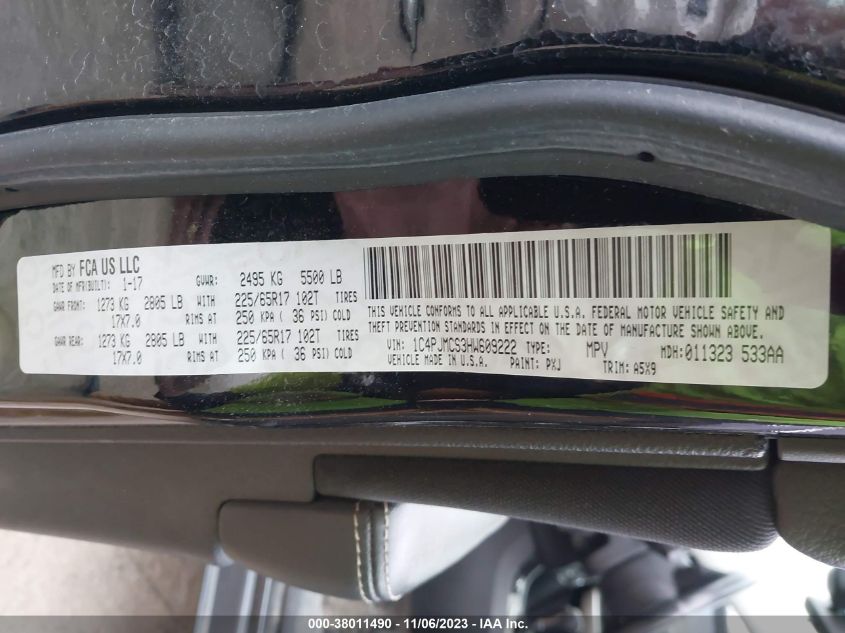 MFD BY FCA US LLC
DATE OF MFR(BUILT): 1-17 GVWR: 2495 KG 5500 LB
GAWR FRONT: 1273 KG 2805 LB WITH 225/65R17 102T TIRES
17X7.0 RIMS AT 250 KPA ( 36 PSI) COLD
GAWR REAR: 1273 KG 2805 LB WITH 225/65R17 102T TIRES
17X7.0 RIMS AT 250 KPA ( 36 PSI) COLD
THIS VEHICLE CONFORMS TO ALL APPLICABLE U.S.A. FEDERAL MOTOR VEHICLE SAFETY AND
THEFT PREVENTION STANDARDS IN EFFECT ON THE DATE OF MANUFACTURE SHOWN ABOVE.
VIN: 1C4PJMCS3HW609222 TYPE: MPV MDH: 011323 533AA
VEHICLE MADE IN U.S.A. PAINT: PXJ TRIM: A5X9
000-38011490 - 11/06/2023 - IAA Inc.